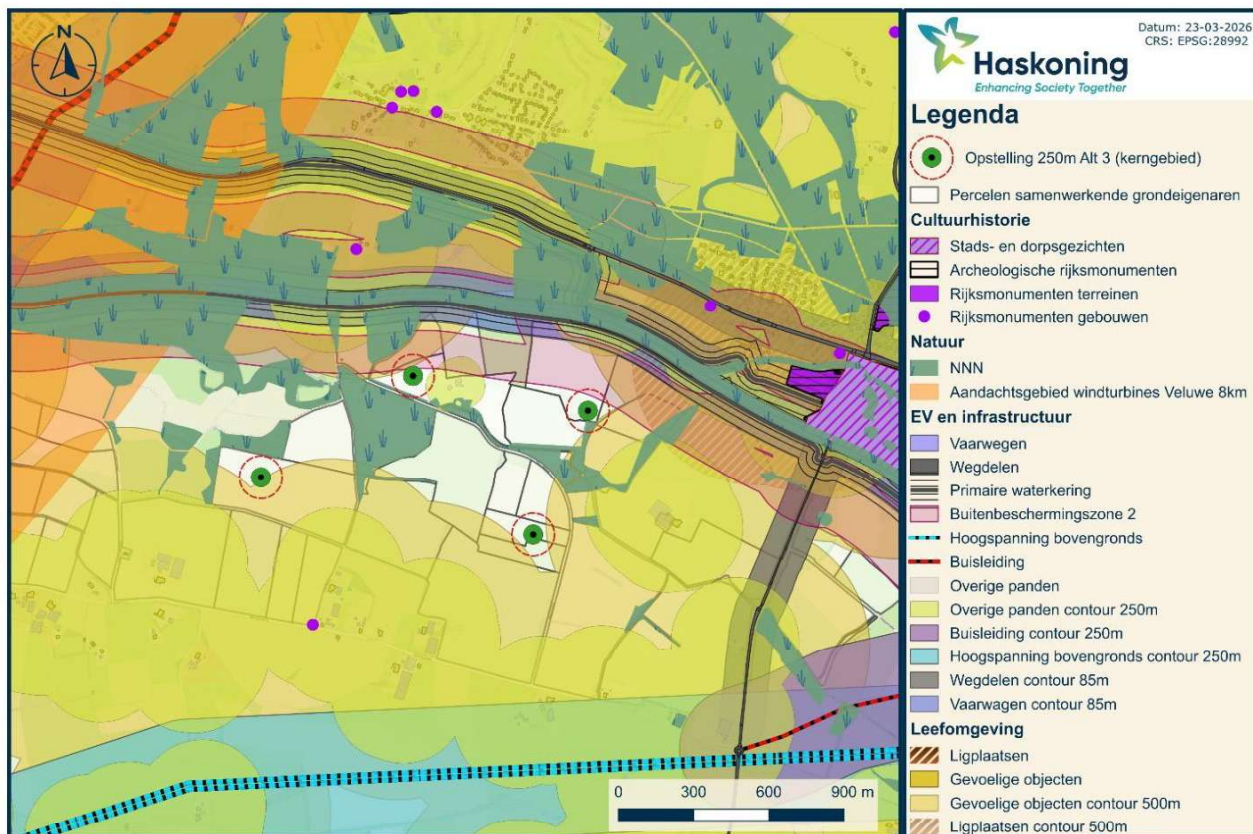 N
Datum: 23-03-2026
CRS: EPSG:28992
Haskoning
Enhancing Society Together
Legenda
Opstelling 250m Alt 3 (kerngebied)
Percelen samenwerkende grondeigenaren
Cultuurhistorie
Stads- en dorpsgezichten
Archeologische rijksmonumenten
Rijksmonumenten terreinen
Rijksmonumenten gebouwen
Natuur
NNN
Aandachtsgebied windturbines Veluwe 8km
EV en infrastructuur
Vaarwegen
Wegdelen
Primaire waterkering
Buitenbeschermingszone 2
Hoogspanning bovengronds
Buisleiding
Overige panden
Overige panden contour 250m
Buisleiding contour 250m
Hoogspanning bovengronds contour 250m
Wegdelen contour 85m
Vaarwagen contour 85m
Leefomgeving
Ligplaatsen
Gevoelige objecten
Gevoelige objecten contour 500m
Ligplaatsen contour 500m
0 300 600 900 m